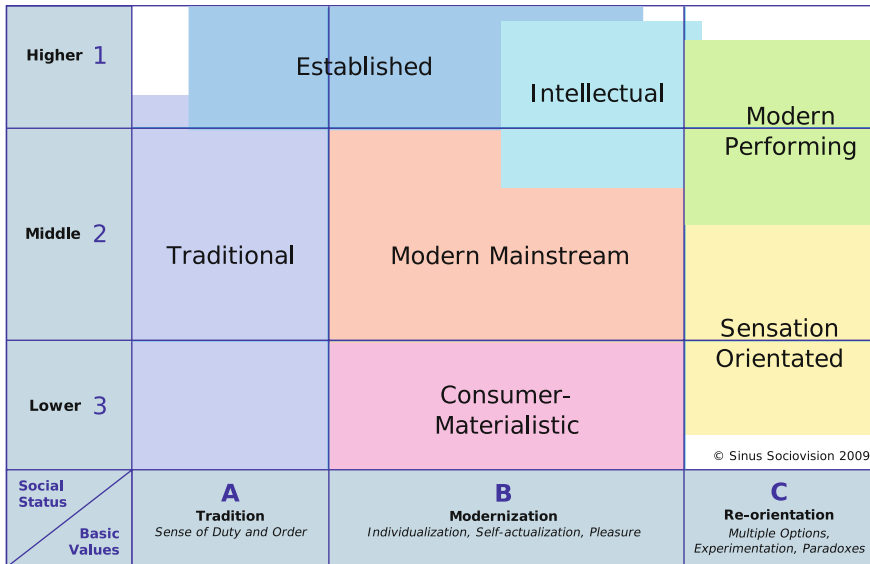 Higher 1
Established
Intellectual
Modern
Performing
Middle 2
Traditional
Modern Mainstream
Sensation
Orientated
Lower 3
Consumer-
Materialistic
© Sinus Sociovision 2009
Social
Status
Basic
Values
A
Tradition
Sense of Duty and Order
B
Modernization
Individualization, Self-actualization, Pleasure
C
Re-orientation
Multiple Options,
Experimentation, Paradoxes